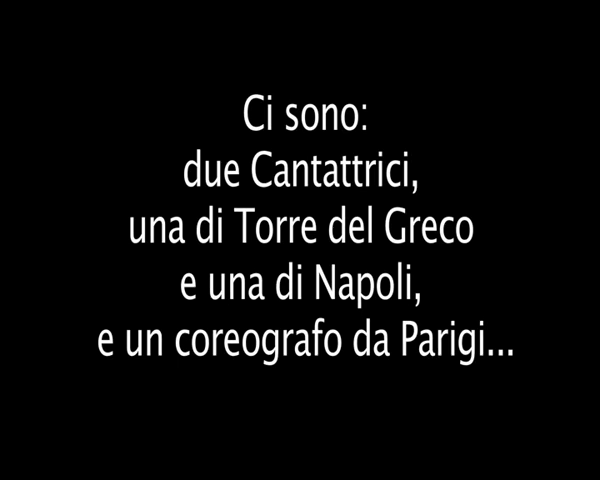 Ci sono:
due Cantattrici,
una di Torre del Greco
e una di Napoli,
e un coreografo da Parigi...